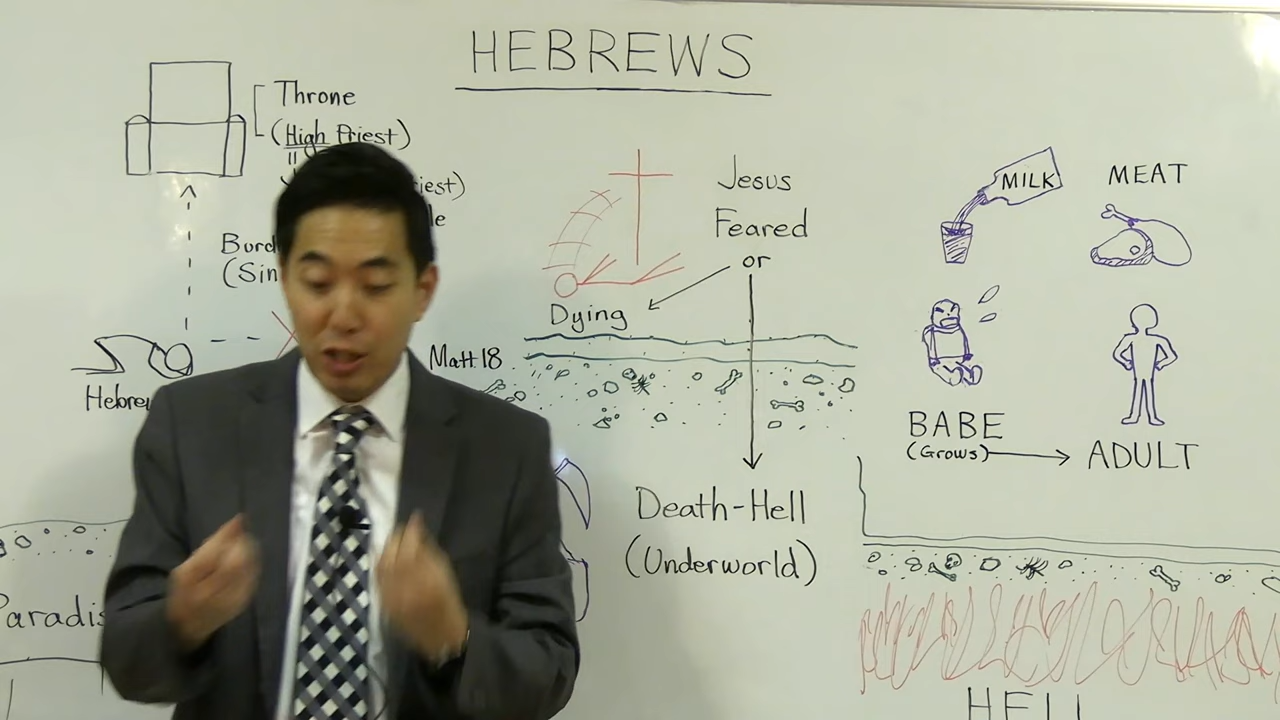 HEBREWS
Throne
(High Priest)
Jesus
Feared
or
Dying
Matt. 18
Death-Hell
(Underworld)
MILK
MEAT
BABE
(Grows)
ADULT
HELL